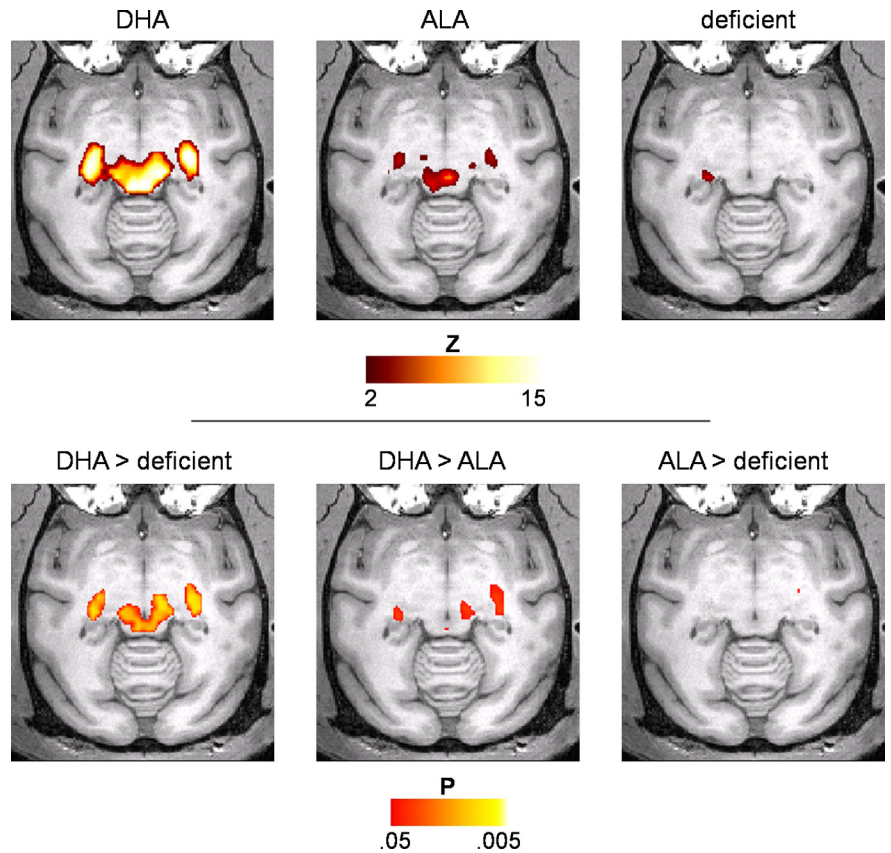 DHA ALA deficient
Z
2 15
DHA > deficient DHA > ALA ALA > deficient
P
.05 .005